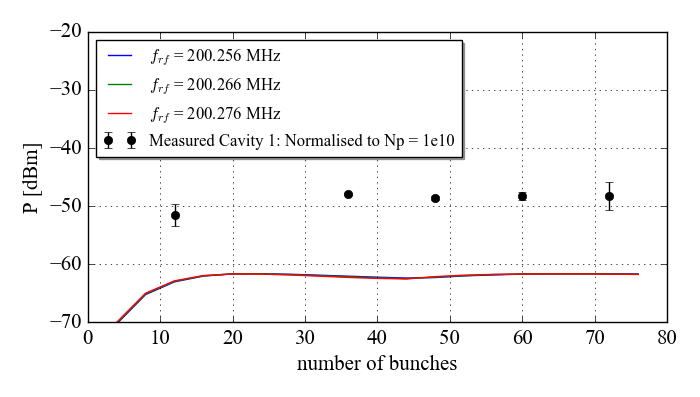 −20
−30
−40
−50
−60
−70
P [dBm]
f_rf = 200.256 MHz
f_rf = 200.266 MHz
f_rf = 200.276 MHz
Measured Cavity 1: Normalised to Np = 1e10
0 10 20 30 40 50 60 70 80
number of bunches